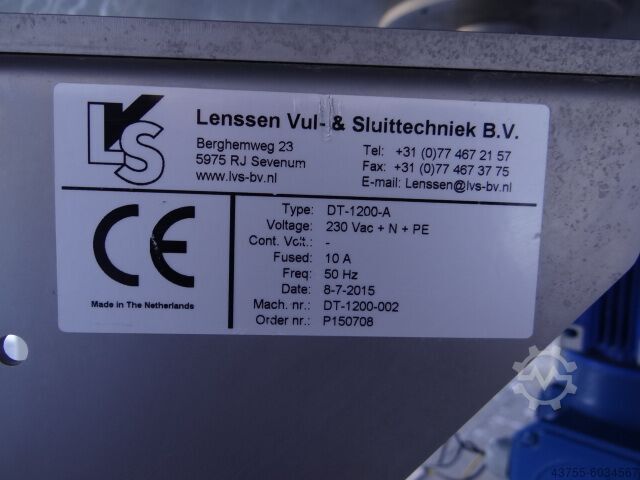 LVS
Lenssen Vul- & Sluittechniek B.V.
Berghemweg 23
5975 RJ Sevenum
www.lvs-bv.nl
Tel: +31 (0)77 467 21 57
Fax: +31 (0)77 467 37 75
E-mail: Lenssen@lvs-bv.nl
CE
Made in The Netherlands
Type: DT-1200-A
Voltage: 230 Vac + N + PE
Cont. Volt.: -
Fused: 10 A
Freq: 50 Hz
Date: 8-7-2015
Mach. nr.: DT-1200-002
Order nr.: P150708
43755-6034567